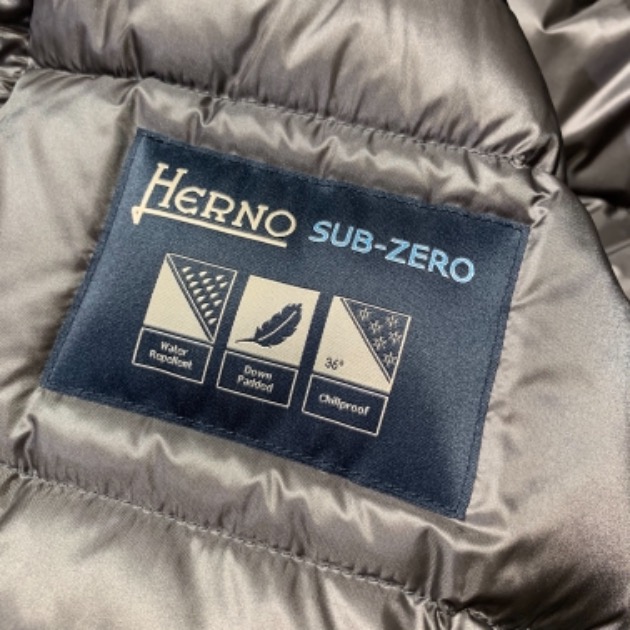 HERNO SUB-ZERO
Water
Repellent
Down
Padded
36°
Chillproof